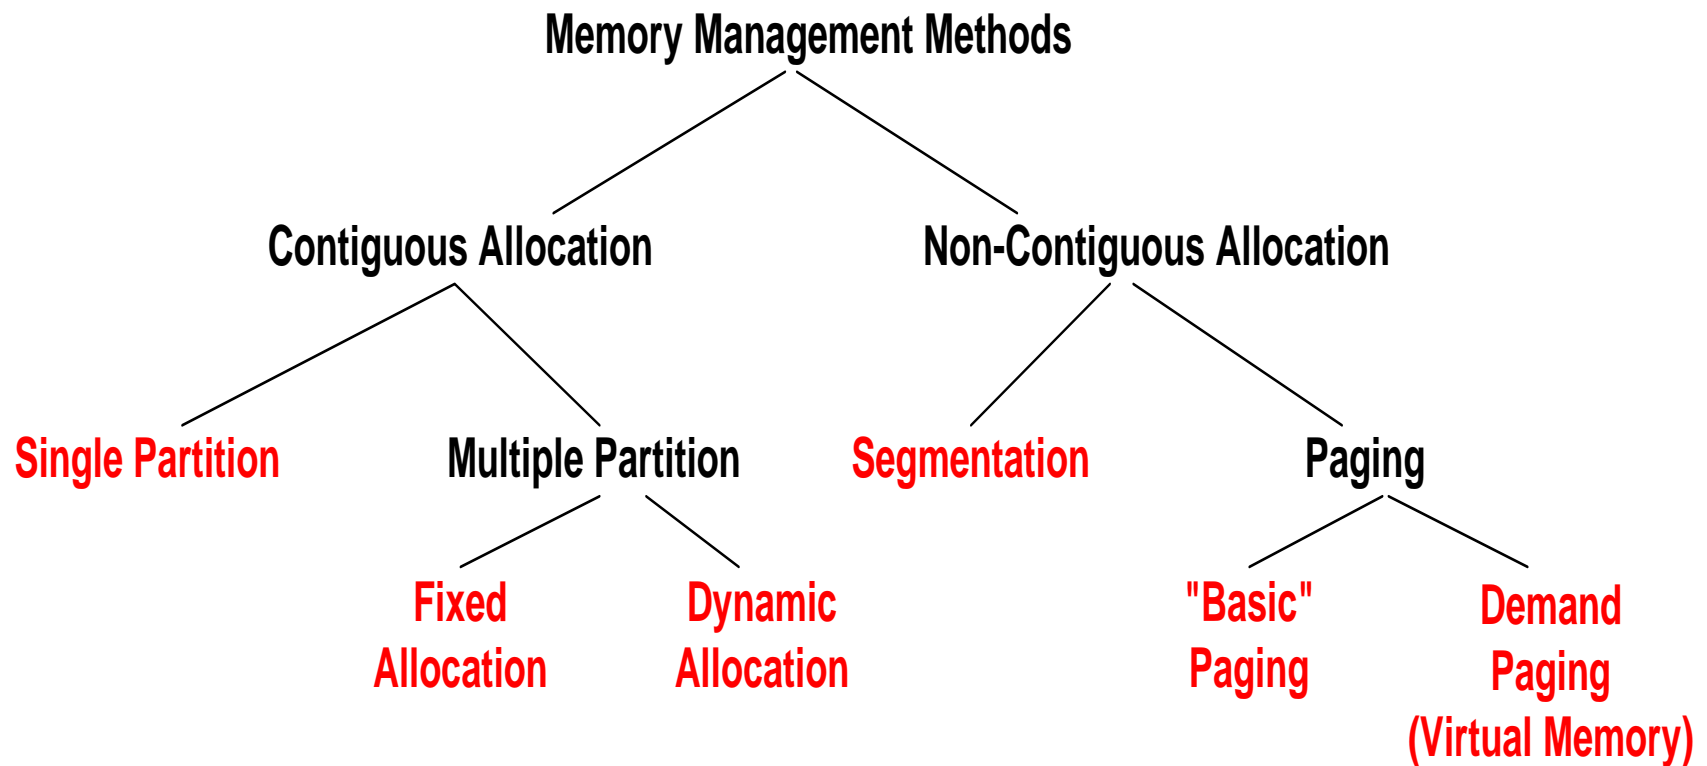 Memory Management Methods
Contiguous Allocation
Non-Contiguous Allocation
Single Partition
Multiple Partition
Segmentation
Paging
Fixed
Allocation
Dynamic
Allocation
"Basic"
Paging
Demand
Paging
(Virtual Memory)